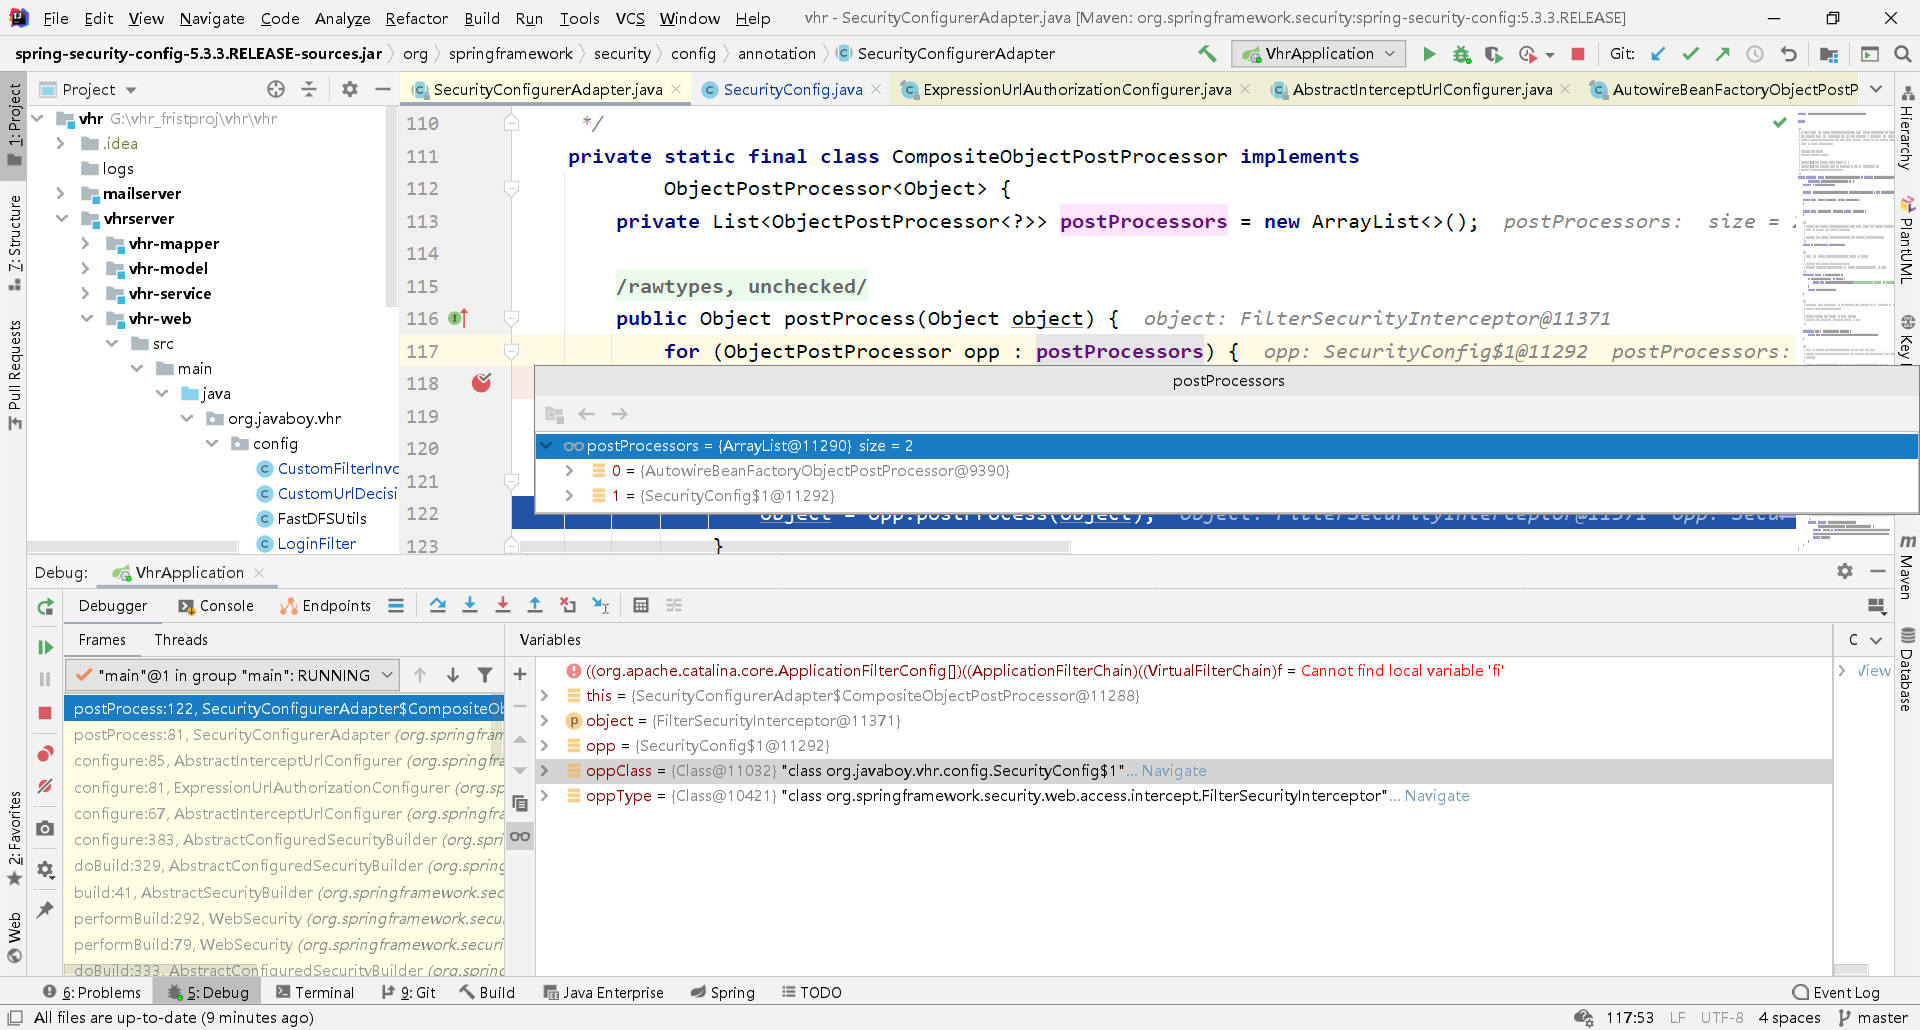 File Edit View Navigate Code Analyze Refactor Build Run Tools VCS Window Help vhr - SecurityConfigurerAdapter.java [Maven: org.springframework.security:spring-security-config:5.3.3.RELEASE]
spring-security-config-5.3.3.RELEASE-sources.jar org springframework security config annotation SecurityConfigurerAdapter VhrApplication Git:
Project SecurityConfigurerAdapter.java SecurityConfig.java ExpressionUrlAuthorizationConfigurer.java AbstractInterceptUrlConfigurer.java AutowireBeanFactoryObjectPostP
1: Project
7: Structure
Pull Requests
2: Favorites
Web
vhr G:\vhr_fristproj\vhr\vhr
.idea
logs
mailserver
vhrserver
vhr-mapper
vhr-model
vhr-service
vhr-web
src
main
java
org.javaboy.vhr
config
CustomFilterInvc
CustomUrlDecisi
FastDFSUtils
LoginFilter
110 */
111 private static final class CompositeObjectPostProcessor implements
112 ObjectPostProcessor<Object> {
113 private List<ObjectPostProcessor<?>> postProcessors = new ArrayList<>(); postProcessors: size =
114
115 /rawtypes, unchecked/
116 public Object postProcess(Object object) { object: FilterSecurityInterceptor@11371
117 for (ObjectPostProcessor opp : postProcessors) { opp: SecurityConfig$1@11292 postProcessors:
118
119
120
121
122 object = opp.postProcess(object); object: FilterSecurityInterceptor@11371 opp: Secu
123 }
postProcessors
postProcessors = {ArrayList@11290} size = 2
0 = {AutowireBeanFactoryObjectPostProcessor@9390}
1 = {SecurityConfig$1@11292}
Hierarchy
PlantUML
Key
Maven
Database
Debug: VhrApplication
Debugger Console Endpoints
Frames Threads
"main"@1 in group "main": RUNNING
postProcess:122, SecurityConfigurerAdapter$CompositeOb
postProcess:81, SecurityConfigurerAdapter (org.springfram
configure:85, AbstractInterceptUrlConfigurer (org.springfra
configure:81, ExpressionUrlAuthorizationConfigurer (org.sp
configure:67, AbstractInterceptUrlConfigurer (org.springfra
configure:383, AbstractConfiguredSecurityBuilder (org.spr
doBuild:329, AbstractConfiguredSecurityBuilder (org.spring
build:41, AbstractSecurityBuilder (org.springframework.sec
performBuild:292, WebSecurity (org.springframework.secu
performBuild:79, WebSecurity (org.springframework.securi
doBuild:333, AbstractConfiguredSecurityBuilder (org.spring
Variables
((org.apache.catalina.core.ApplicationFilterConfig[])((ApplicationFilterChain)((VirtualFilterChain)f = Cannot find local variable 'fi'
this = {SecurityConfigurerAdapter$CompositeObjectPostProcessor@11288}
object = {FilterSecurityInterceptor@11371}
opp = {SecurityConfig$1@11292}
oppClass = {Class@11032} "class org.javaboy.vhr.config.SecurityConfig$1"... Navigate
oppType = {Class@10421} "class org.springframework.security.web.access.intercept.FilterSecurityInterceptor"... Navigate
C
View
6: Problems 5: Debug Terminal 9: Git Build Java Enterprise Spring TODO Event Log
All files are up-to-date (9 minutes ago) 117:53 LF UTF-8 4 spaces master